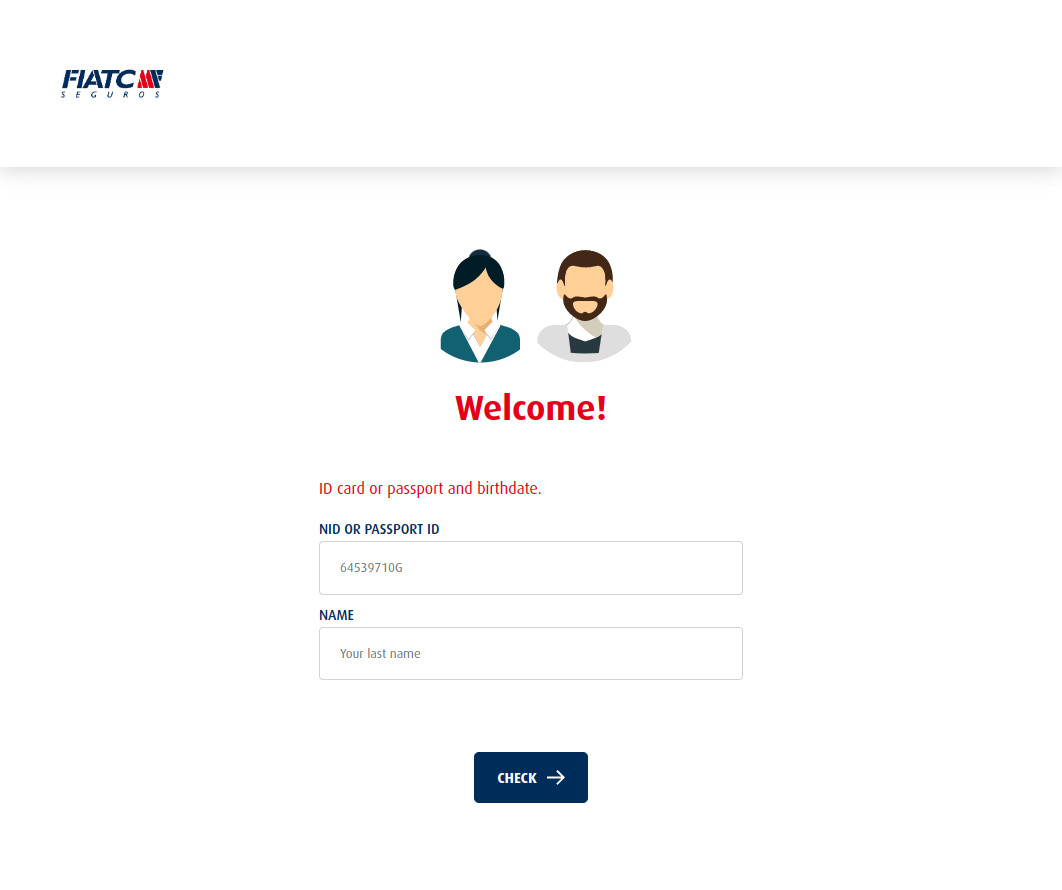 FIATC
SEGUROS
Welcome!
ID card or passport and birthdate.
NID OR PASSPORT ID
64539710G
NAME
Your last name
CHECK